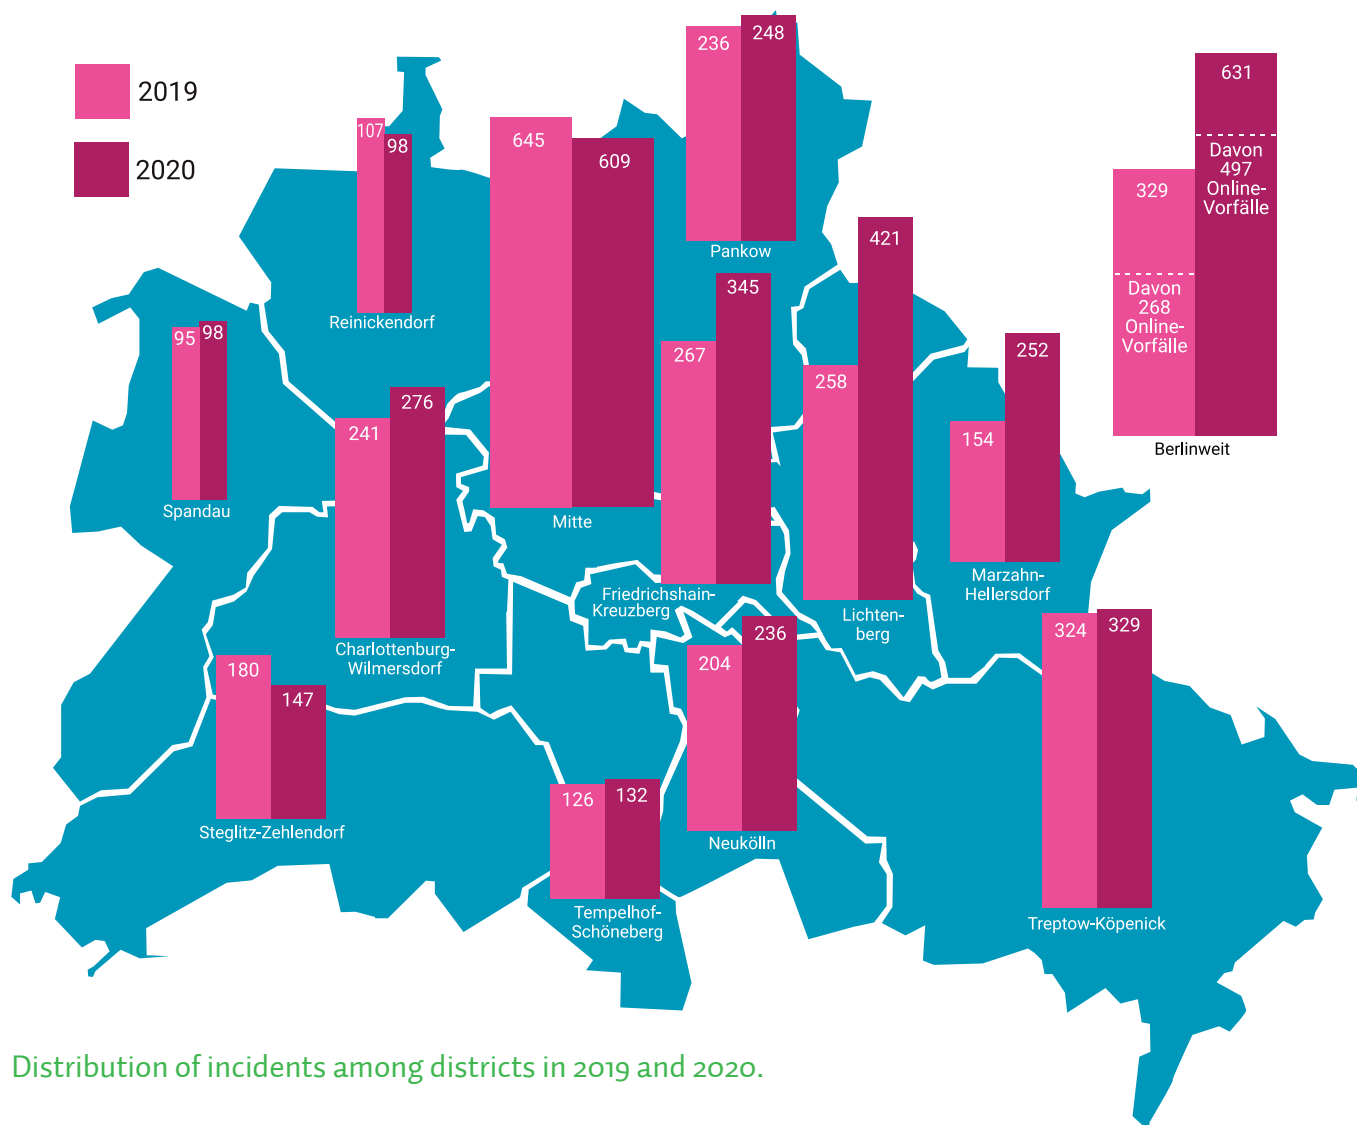 2019
2020
236
248
Pankow
107
98
Reinickendorf
645
609
Mitte
631
Davon
497
Online-
Vorfälle
329
Davon
268
Online-
Vorfälle
Berlinweit
95
98
Spandau
241
276
Charlottenburg-
Wilmersdorf
267
345
Friedrichshain-
Kreuzberg
258
421
Lichten-
berg
154
252
Marzahn-
Hellersdorf
180
147
Steglitz-Zehlendorf
126
132
Tempelhof-
Schöneberg
204
236
Neukölln
324
329
Treptow-Köpenick
Distribution of incidents among districts in 2019 and 2020.